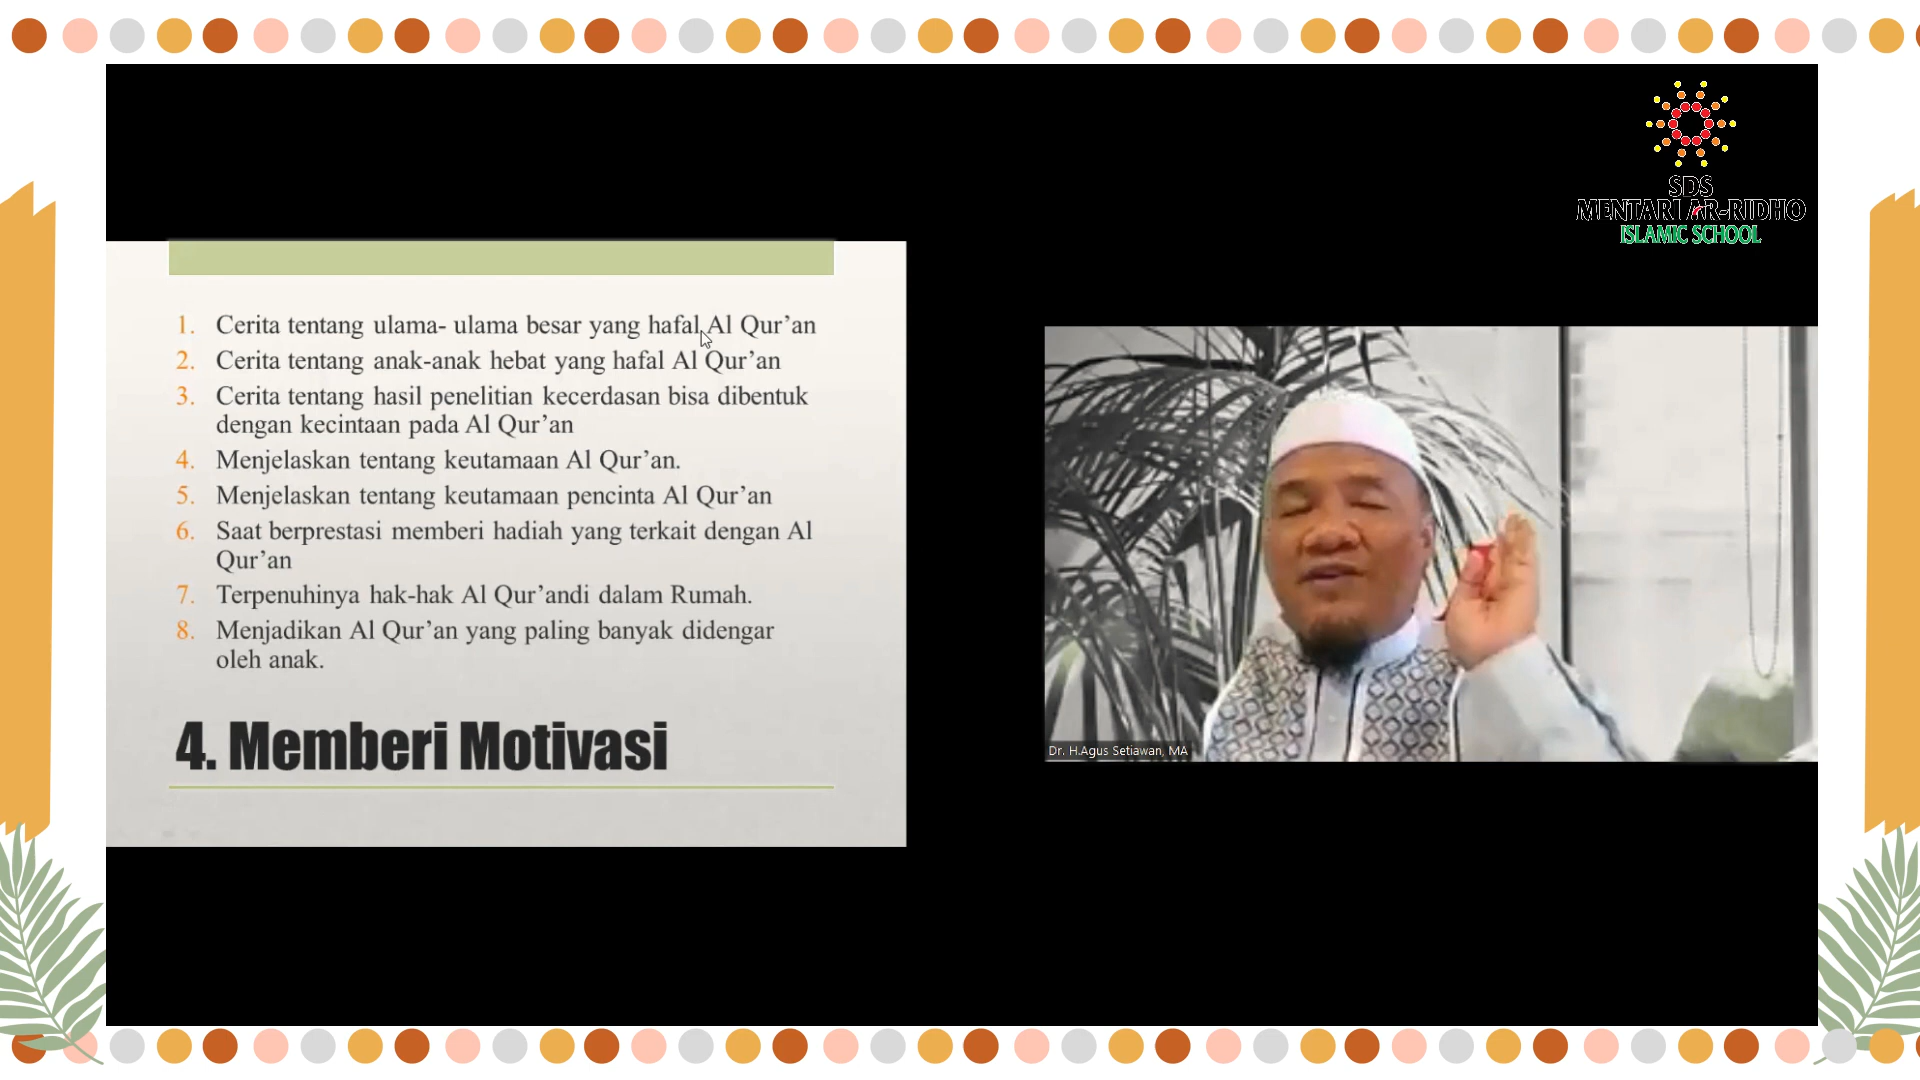 SDS
MENTARI AR-RIDHO
ISLAMIC SCHOOL
1. Cerita tentang ulama- ulama besar yang hafal Al Qur’an
2. Cerita tentang anak-anak hebat yang hafal Al Qur’an
3. Cerita tentang hasil penelitian kecerdasan bisa dibentuk
dengan kecintaan pada Al Qur’an
4. Menjelaskan tentang keutamaan Al Qur’an.
5. Menjelaskan tentang keutamaan pencinta Al Qur’an
6. Saat berprestasi memberi hadiah yang terkait dengan Al
Qur’an
7. Terpenuhinya hak-hak Al Qur’andi dalam Rumah.
8. Menjadikan Al Qur’an yang paling banyak didengar
oleh anak.
4. Memberi Motivasi
Dr. H.Agus Setiawan, MA